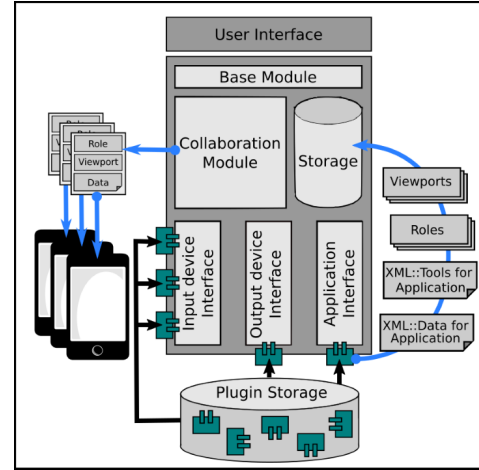 User Interface
Base Module
Collaboration
Module
Storage
Role
Viewport
Data
Viewports
Roles
XML::Tools for
Application
XML::Data for
Application
Input device
Interface
Output device
Interface
Application
Interface
Plugin Storage